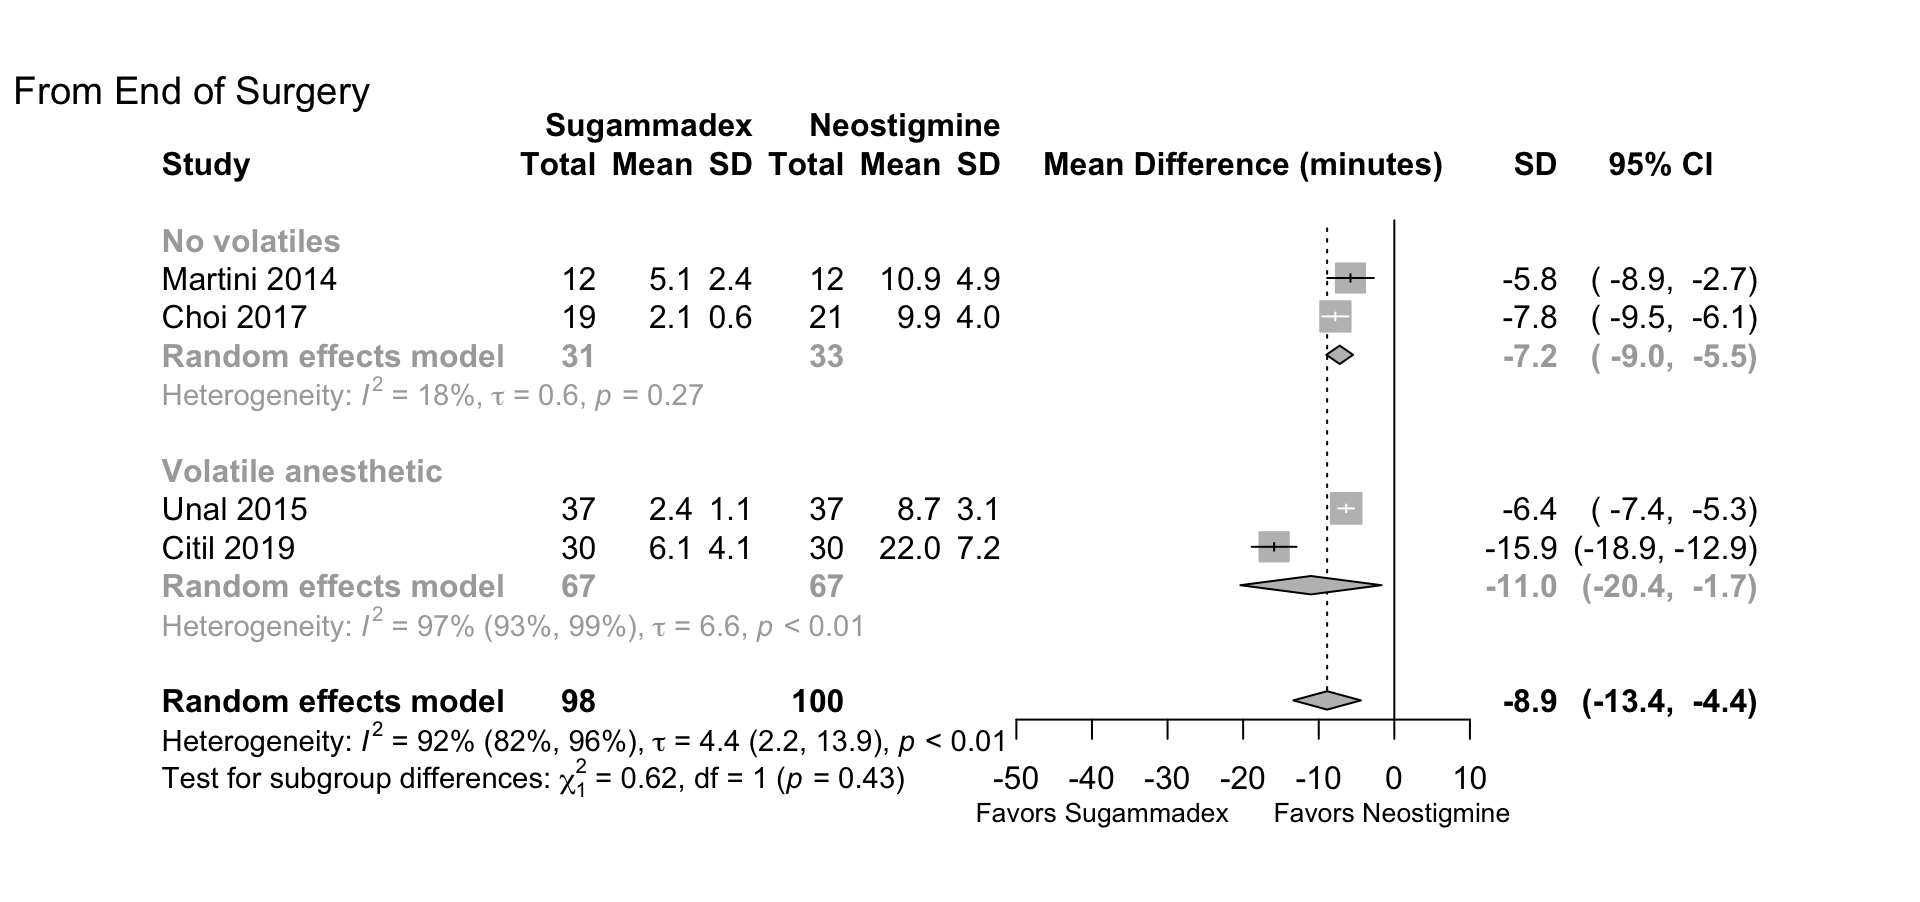 From End of Surgery
Sugammadex Neostigmine
Study Total Mean SD Total Mean SD Mean Difference (minutes) SD 95% CI
No volatiles
Martini 2014 12 5.1 2.4 12 10.9 4.9 -5.8 ( -8.9, -2.7)
Choi 2017 19 2.1 0.6 21 9.9 4.0 -7.8 ( -9.5, -6.1)
Random effects model 31 33 -7.2 ( -9.0, -5.5)
Heterogeneity: I² = 18%, τ = 0.6, p = 0.27
Volatile anesthetic
Unal 2015 37 2.4 1.1 37 8.7 3.1 -6.4 ( -7.4, -5.3)
Citil 2019 30 6.1 4.1 30 22.0 7.2 -15.9 (-18.9, -12.9)
Random effects model 67 67 -11.0 (-20.4, -1.7)
Heterogeneity: I² = 97% (93%, 99%), τ = 6.6, p < 0.01
Random effects model 98 100 -8.9 (-13.4, -4.4)
Heterogeneity: I² = 92% (82%, 96%), τ = 4.4 (2.2, 13.9), p < 0.01
Test for subgroup differences: χ²₁ = 0.62, df = 1 (p = 0.43) -50 -40 -30 -20 -10 0 10
Favors Sugammadex Favors Neostigmine